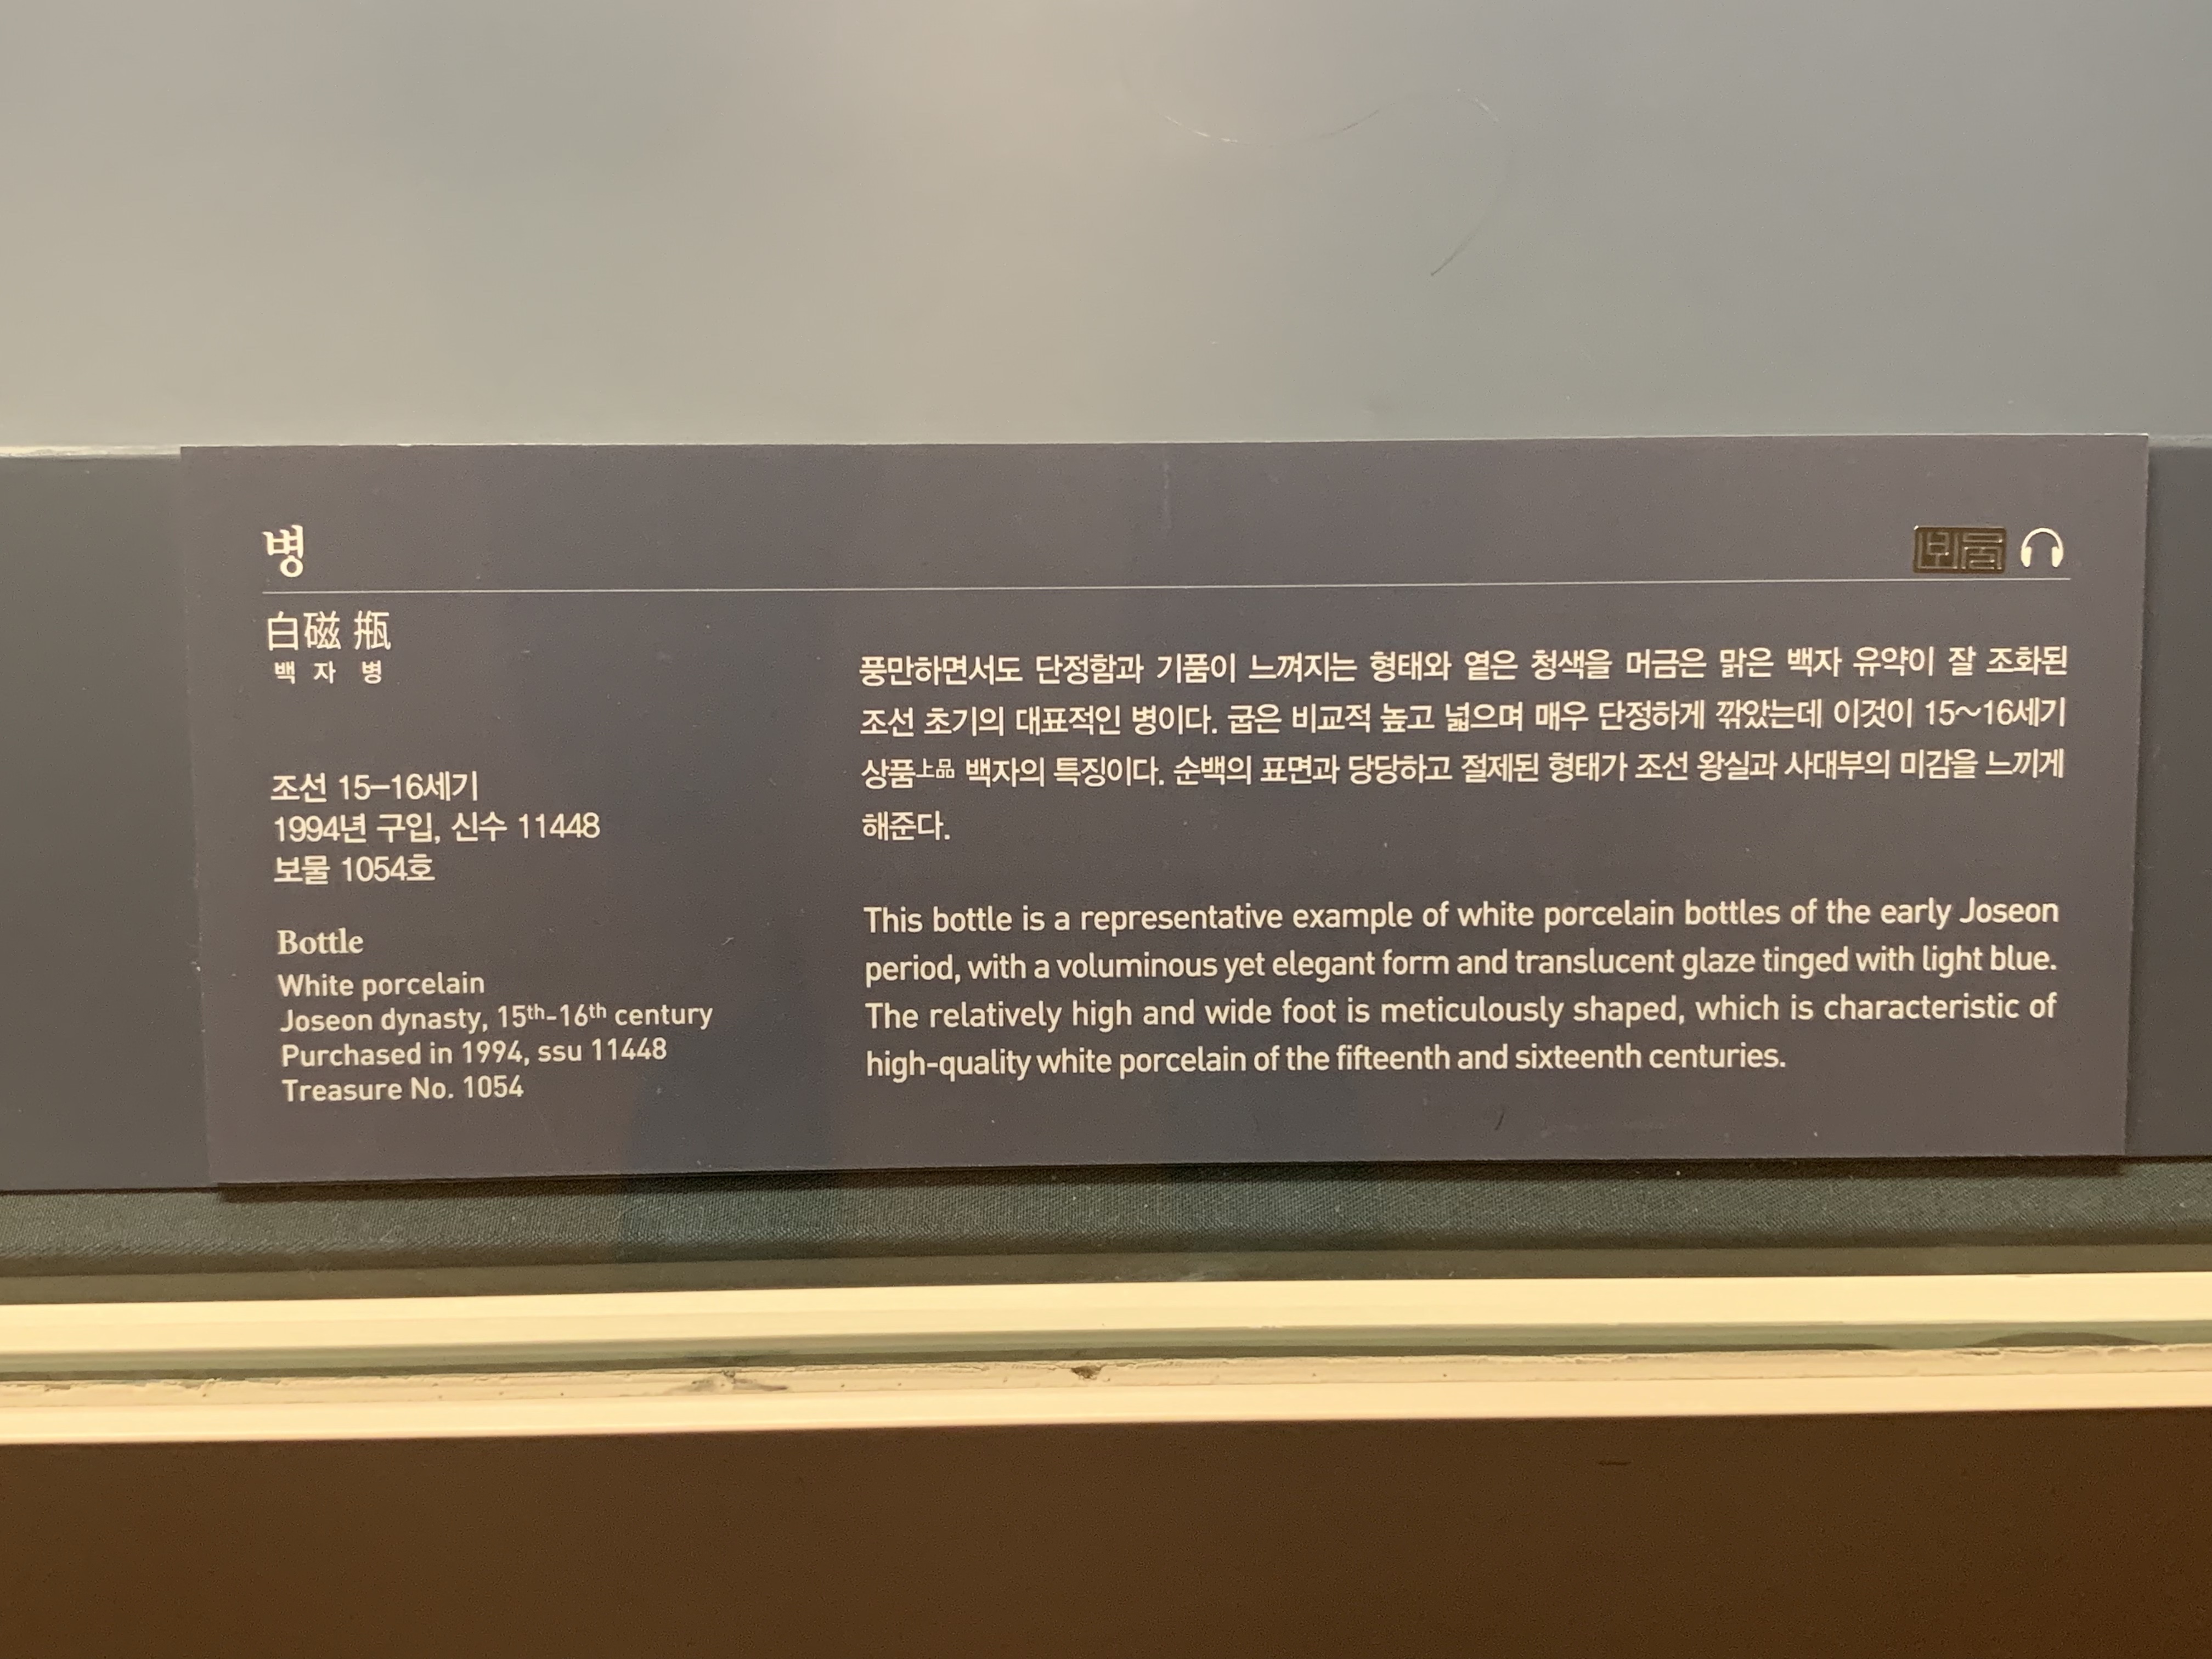 병
보물
白磁 甁
백 자 병
조선 15–16세기
1994년 구입, 신수 11448
보물 1054호
Bottle
White porcelain
Joseon dynasty, 15th-16th century
Purchased in 1994, ssu 11448
Treasure No. 1054
풍만하면서도 단정함과 기품이 느껴지는 형태와 옅은 청색을 머금은 맑은 백자 유약이 잘 조화된
조선 초기의 대표적인 병이다. 굽은 비교적 높고 넓으며 매우 단정하게 깎았는데 이것이 15~16세기
상품上品 백자의 특징이다. 순백의 표면과 당당하고 절제된 형태가 조선 왕실과 사대부의 미감을 느끼게
해준다.
This bottle is a representative example of white porcelain bottles of the early Joseon
period, with a voluminous yet elegant form and translucent glaze tinged with light blue.
The relatively high and wide foot is meticulously shaped, which is characteristic of
high-quality white porcelain of the fifteenth and sixteenth centuries.